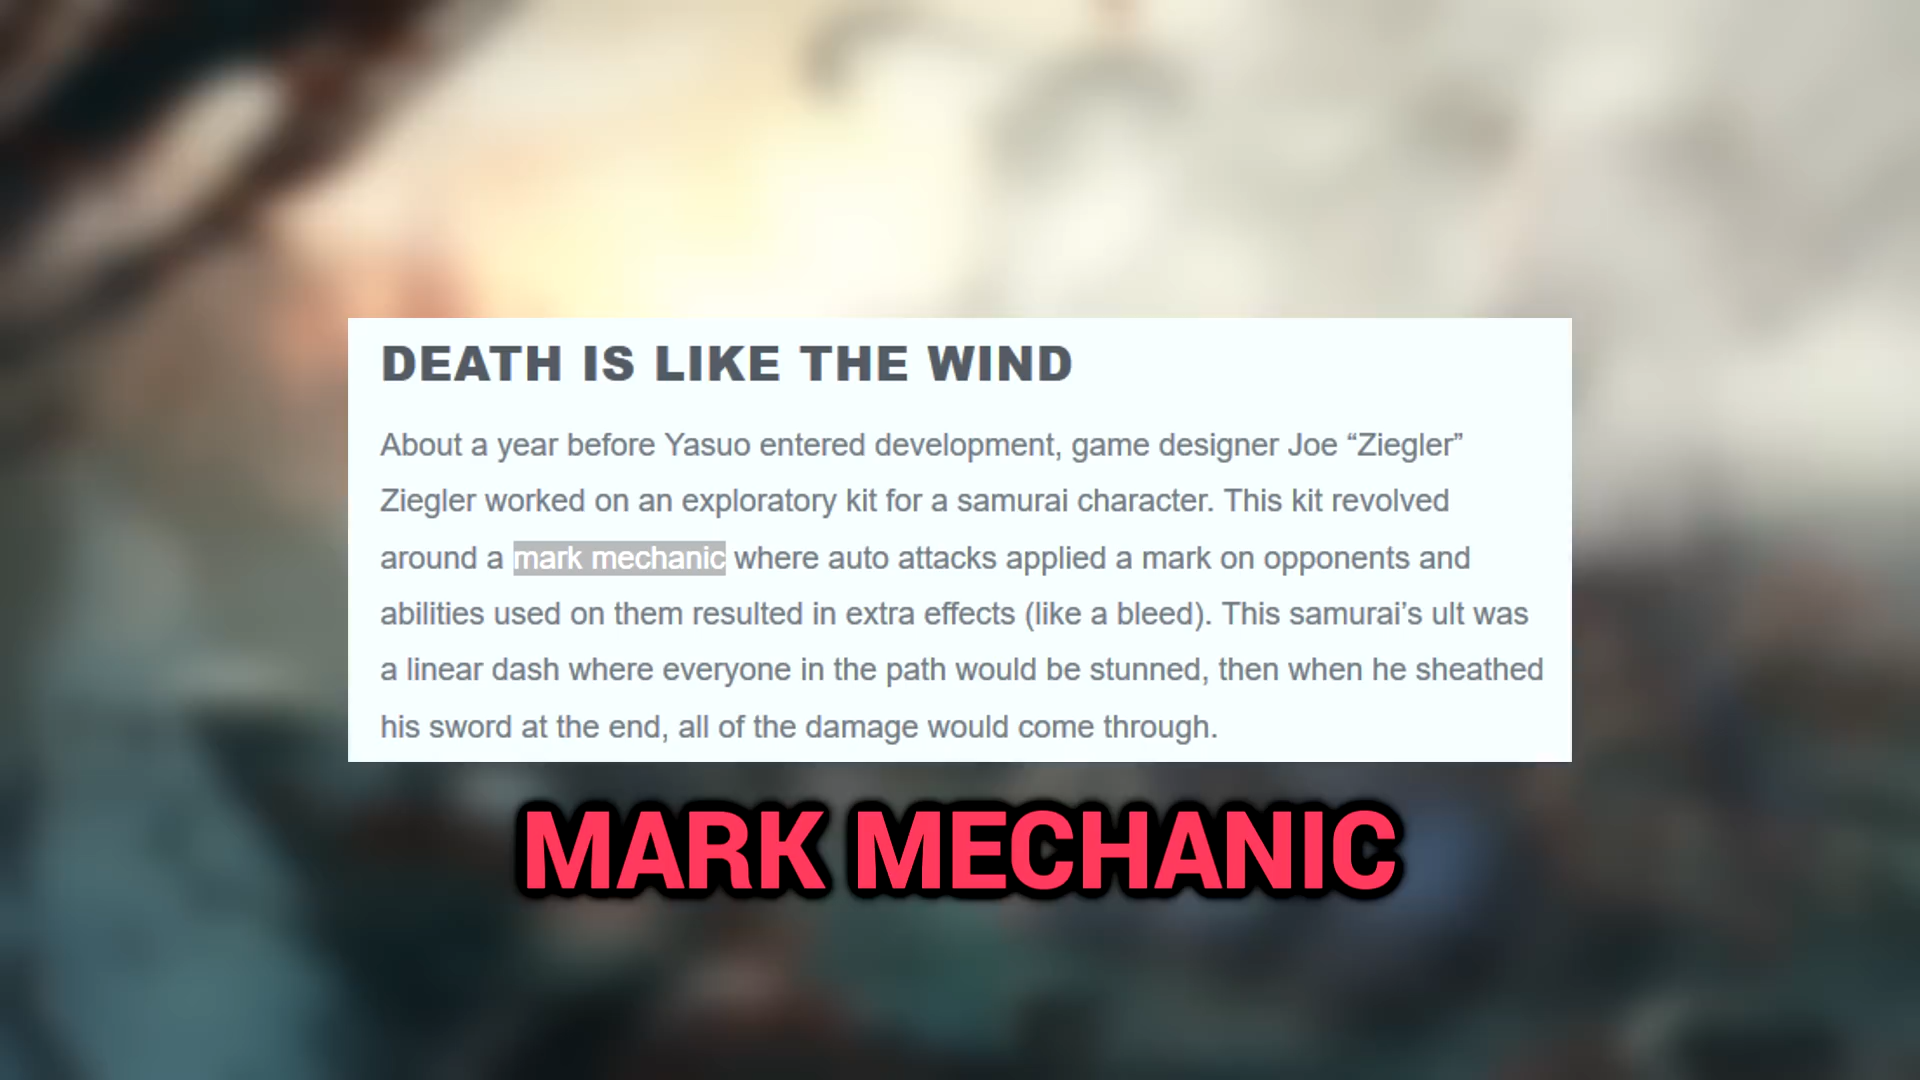 DEATH IS LIKE THE WIND
About a year before Yasuo entered development, game designer Joe “Ziegler”
Ziegler worked on an exploratory kit for a samurai character. This kit revolved
around a mark mechanic where auto attacks applied a mark on opponents and
abilities used on them resulted in extra effects (like a bleed). This samurai’s ult was
a linear dash where everyone in the path would be stunned, then when he sheathed
his sword at the end, all of the damage would come through.
MARK MECHANIC